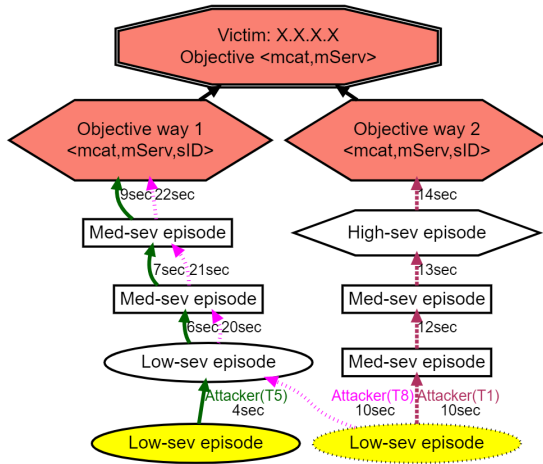 Victim: X.X.X.X
Objective <mcat,mServ>
Objective way 1
<mcat,mServ,sID>
Objective way 2
<mcat,mServ,sID>
9sec
22sec
14sec
Med-sev episode
High-sev episode
7sec
21sec
13sec
Med-sev episode
Med-sev episode
6sec
20sec
12sec
Low-sev episode
Med-sev episode
Attacker(T5)
4sec
Attacker(T8)
10sec
Attacker(T1)
10sec
Low-sev episode
Low-sev episode